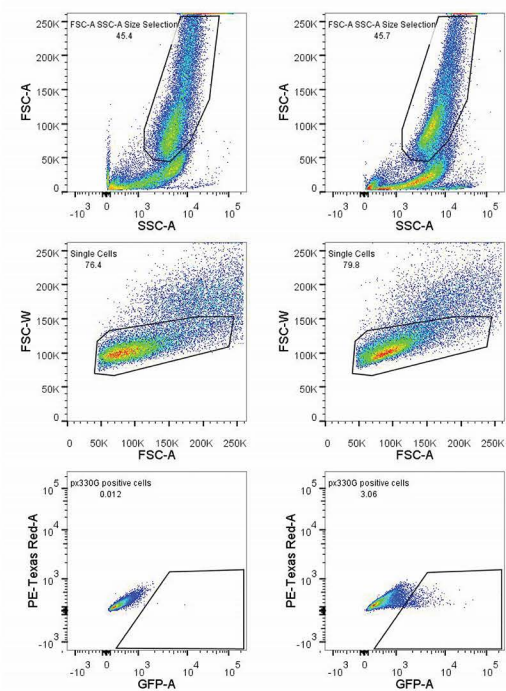 FSC-A SSC-A Size Selection
45.4
250K
200K
150K
100K
50K
0
FSC-A
-10 3
0
10 3
10 4
10 5
SSC-A
FSC-A SSC-A Size Selection
45.7
250K
200K
150K
100K
50K
0
FSC-A
-10 3
0
10 3
10 4
10 5
SSC-A
Single Cells
76.4
250K
200K
150K
100K
50K
0
FSC-W
0 50K 100K 150K 200K 250K
FSC-A
Single Cells
79.8
250K
200K
150K
100K
50K
0
FSC-W
0 50K 100K 150K 200K 250K
FSC-A
px330G positive cells
0.012
10 5
10 4
10 3
-10 3
PE-Texas Red-A
-10 3 0 10 3 10 4 10 5
GFP-A
px330G positive cells
3.06
10 5
10 4
10 3
-10 3
PE-Texas Red-A
-10 3 0 10 3 10 4 10 5
GFP-A